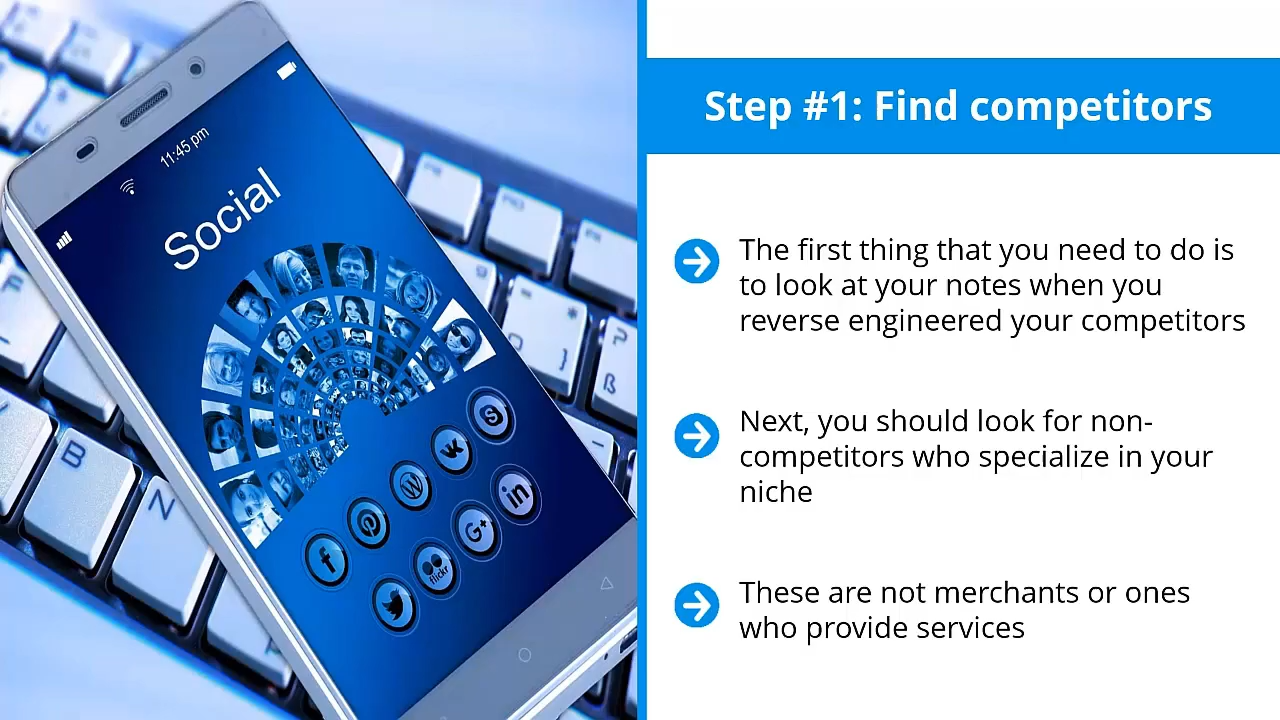 11:45 pm
Social
flickr
B
N
F
Step #1: Find competitors
The first thing that you need to do is
to look at your notes when you
reverse engineered your competitors
Next, you should look for non-
competitors who specialize in your
niche
These are not merchants or ones
who provide services